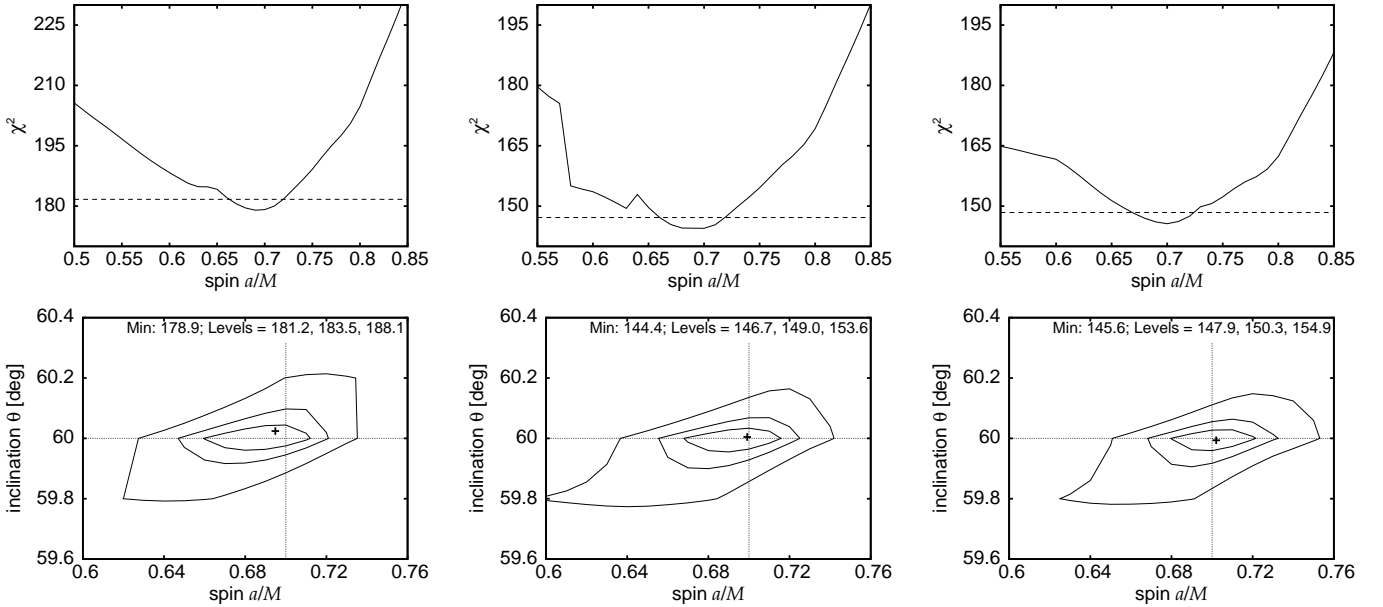 225
210
195
180
χ²
0.5 0.55 0.6 0.65 0.7 0.75 0.8 0.85
spin a/M
195
180
165
150
χ²
0.55 0.6 0.65 0.7 0.75 0.8 0.85
spin a/M
195
180
165
150
χ²
0.55 0.6 0.65 0.7 0.75 0.8 0.85
spin a/M
Min: 178.9; Levels = 181.2, 183.5, 188.1
60.4
60.2
60
59.8
59.6
inclination θ [deg]
0.6 0.64 0.68 0.72 0.76
spin a/M
Min: 144.4; Levels = 146.7, 149.0, 153.6
60.4
60.2
60
59.8
59.6
inclination θ [deg]
0.6 0.64 0.68 0.72 0.76
spin a/M
Min: 145.6; Levels = 147.9, 150.3, 154.9
60.4
60.2
60
59.8
59.6
inclination θ [deg]
0.6 0.64 0.68 0.72 0.76
spin a/M